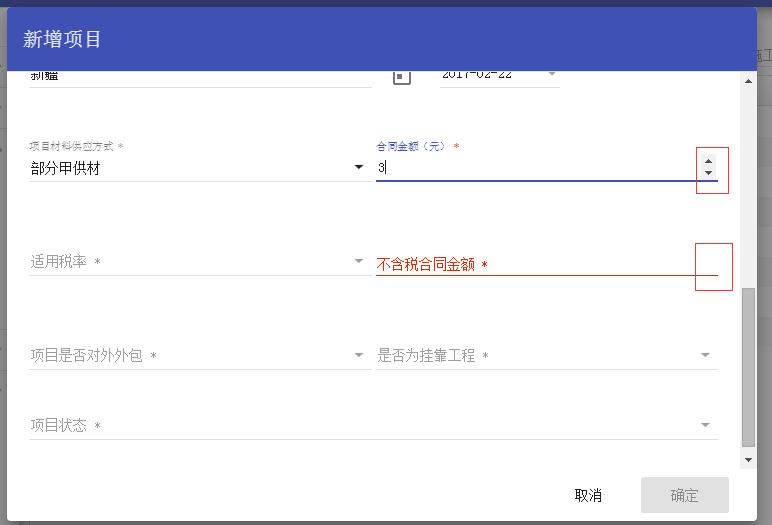 新增项目
新疆
2017-02-22
项目材料供应方式 *
合同金额（元） *
部分甲供材
3
适用税率 *
不含税合同金额 *
项目是否对外外包 *
是否为挂靠工程 *
项目状态 *
取消
确定